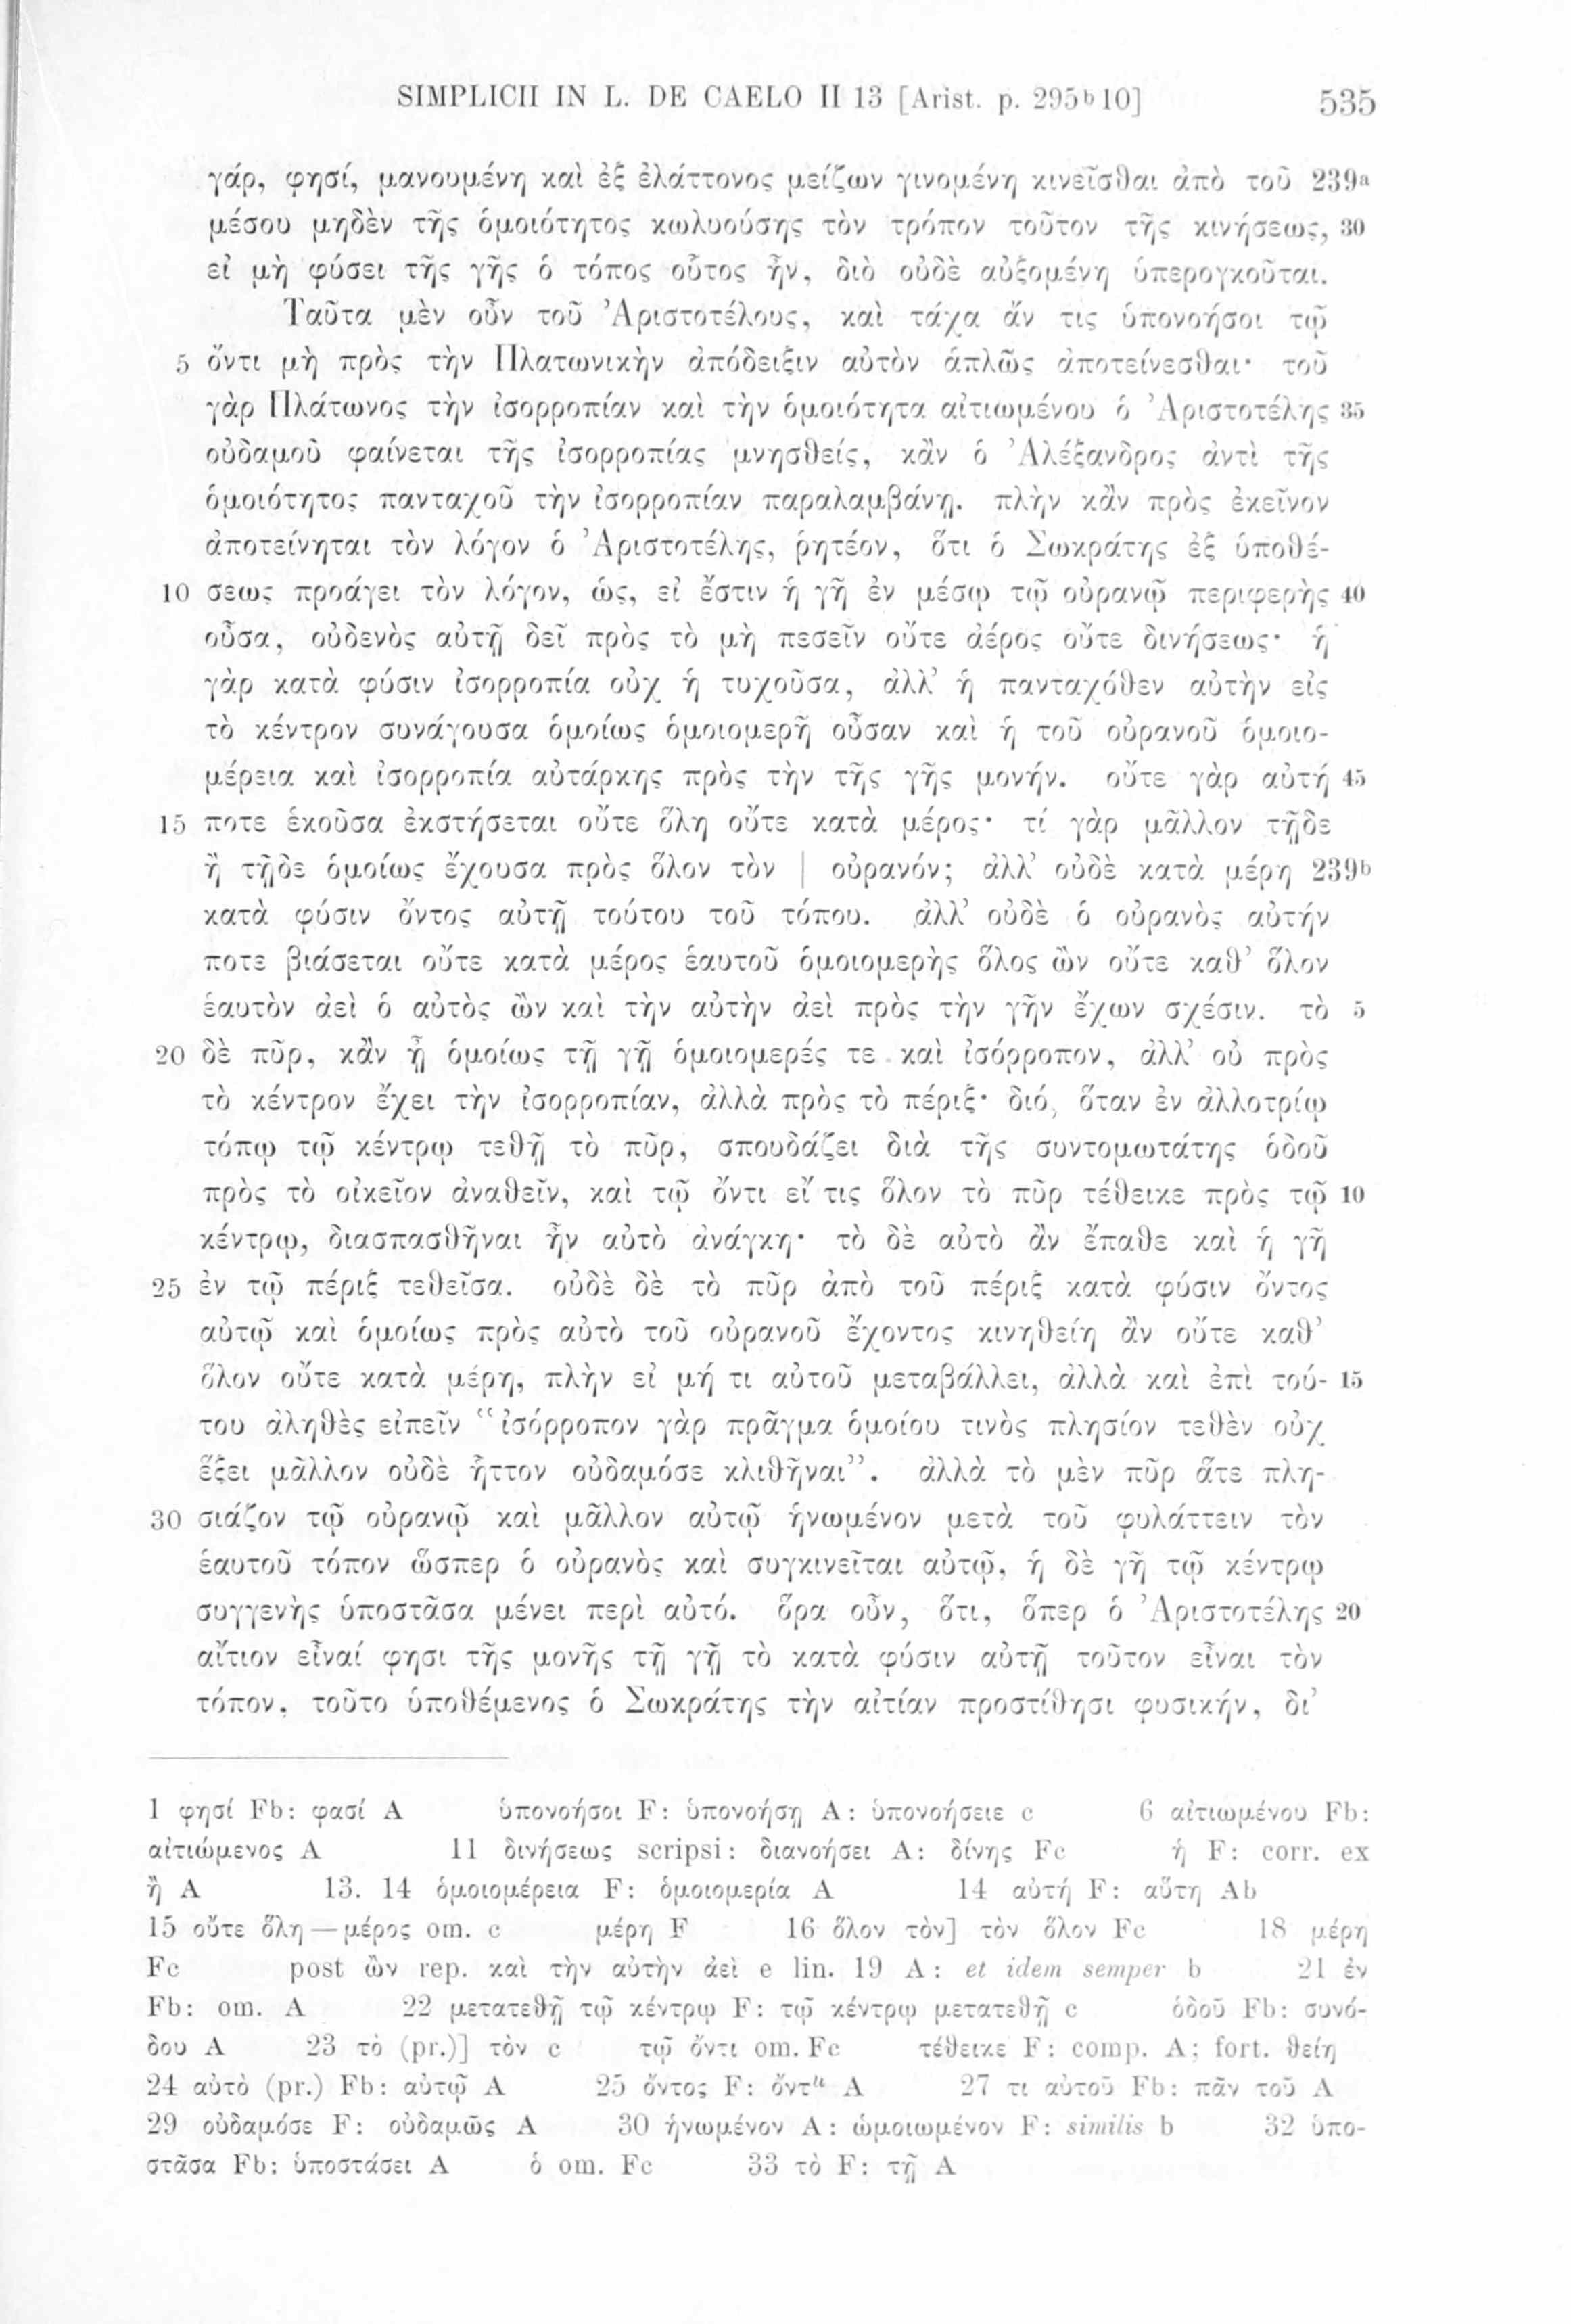 SIMPLICII IN L. DE CAELO II 13 [Arist. p. 295ᵇ10] 535
γάρ, φησί, μανουμένη καὶ ἐξ ἐλάττονος μείζων γινομένη κινεῖσθαι ἀπὸ τοῦ 239ᵃ
μέσου μηδὲν τῆς ὁμοιότητος κωλυούσης τὸν τρόπον τοῦτον τῆς κινήσεως, 30
εἰ μὴ φύσει τῆς γῆς ὁ τόπος οὗτος ἦν, διὸ οὐδὲ αὐξομένη ὑπερογκοῦται.
Ταῦτα μὲν οὖν τοῦ Ἀριστοτέλους, καὶ τάχα ἄν τις ὑπονοήσοι τῷ
5 ὄντι μὴ πρὸς τὴν Πλατωνικὴν ἀπόδειξιν αὐτὸν ἁπλῶς ἀποτείνεσθαι· τοῦ
γὰρ Πλάτωνος τὴν ἰσορροπίαν καὶ τὴν ὁμοιότητα αἰτιωμένου ὁ Ἀριστοτέλης 35
οὐδαμοῦ φαίνεται τῆς ἰσορροπίας μνησθείς, κἂν ὁ Ἀλέξανδρος ἀντὶ τῆς
ὁμοιότητος πανταχοῦ τὴν ἰσορροπίαν παραλαμβάνῃ. πλὴν κἂν πρὸς ἐκεῖνον
ἀποτείνηται τὸν λόγον ὁ Ἀριστοτέλης, ῥητέον, ὅτι ὁ Σωκράτης ἐξ ὑποθέ-
10 σεως προάγει τὸν λόγον, ὡς, εἰ ἔστιν ἡ γῆ ἐν μέσῳ τῷ οὐρανῷ περιφερὴς 40
οὖσα, οὐδενὸς αὐτῇ δεῖ πρὸς τὸ μὴ πεσεῖν οὔτε ἀέρος οὔτε δινήσεως· ἡ
γὰρ κατὰ φύσιν ἰσορροπία οὐχ ἡ τυχοῦσα, ἀλλ’ ἡ πανταχόθεν αὐτὴν εἰς
τὸ κέντρον συνάγουσα ὁμοίως ὁμοιομερῆ οὖσαν καὶ ἡ τοῦ οὐρανοῦ ὁμοιο-
μέρεια καὶ ἰσορροπία αὐτάρκης πρὸς τὴν τῆς γῆς μονήν. οὔτε γὰρ αὐτή 45
15 ποτε ἑκοῦσα ἐκστήσεται οὔτε ὅλη οὔτε κατὰ μέρος· τί γὰρ μᾶλλον τῇδε
ἢ τῇδε ὁμοίως ἔχουσα πρὸς ὅλον τὸν | οὐρανόν; ἀλλ’ οὐδὲ κατὰ μέρη 239ᵇ
κατὰ φύσιν ὄντος αὐτῇ τούτου τοῦ τόπου. ἀλλ’ οὐδὲ ὁ οὐρανὸς αὐτήν
ποτε βιάσεται οὔτε κατὰ μέρος ἑαυτοῦ ὁμοιομερὴς ὅλος ὢν οὔτε καθ’ ὅλον
ἑαυτὸν ἀεὶ ὁ αὐτὸς ὢν καὶ τὴν αὐτὴν ἀεὶ πρὸς τὴν γῆν ἔχων σχέσιν. τὸ 5
20 δὲ πῦρ, κἂν ᾖ ὁμοίως τῇ γῇ ὁμοιομερές τε καὶ ἰσόρροπον, ἀλλ’ οὐ πρὸς
τὸ κέντρον ἔχει τὴν ἰσορροπίαν, ἀλλὰ πρὸς τὸ πέριξ· διό, ὅταν ἐν ἀλλοτρίῳ
τόπῳ τῷ κέντρῳ τεθῇ τὸ πῦρ, σπουδάζει διὰ τῆς συντομωτάτης ὁδοῦ
πρὸς τὸ οἰκεῖον ἀναθεῖν, καὶ τῷ ὄντι εἴ τις ὅλον τὸ πῦρ τέθεικε πρὸς τῷ 10
κέντρῳ, διασπασθῆναι ἦν αὐτὸ ἀνάγκη· τὸ δὲ αὐτὸ ἂν ἔπαθε καὶ ἡ γῆ
25 ἐν τῷ πέριξ τεθεῖσα. οὐδὲ δὲ τὸ πῦρ ἀπὸ τοῦ πέριξ κατὰ φύσιν ὄντος
αὐτῷ καὶ ὁμοίως πρὸς αὐτὸ τοῦ οὐρανοῦ ἔχοντος κινηθείη ἂν οὔτε καθ’
ὅλον οὔτε κατὰ μέρη, πλὴν εἰ μή τι αὐτοῦ μεταβάλλει, ἀλλὰ καὶ ἐπὶ τού- 15
του ἀληθὲς εἰπεῖν “ἰσόρροπον γὰρ πρᾶγμα ὁμοίου τινὸς πλησίον τεθὲν οὐχ
ἕξει μᾶλλον οὐδὲ ἧττον οὐδαμόσε κλιθῆναι”. ἀλλὰ τὸ μὲν πῦρ ἅτε πλη-
30 σιάζον τῷ οὐρανῷ καὶ μᾶλλον αὐτῷ ἡνωμένον μετὰ τοῦ φυλάττειν τὸν
ἑαυτοῦ τόπον ὥσπερ ὁ οὐρανὸς καὶ συγκινεῖται αὐτῷ, ἡ δὲ γῆ τῷ κέντρῳ
συγγενὴς ὑποστᾶσα μένει περὶ αὐτό. ὅρα οὖν, ὅτι, ὅπερ ὁ Ἀριστοτέλης 20
αἴτιον εἶναί φησι τῆς μονῆς τῇ γῇ τὸ κατὰ φύσιν αὐτῇ τοῦτον εἶναι τὸν
τόπον, τοῦτο ὑποθέμενος ὁ Σωκράτης τὴν αἰτίαν προστίθησι φυσικήν, δι’
1 φησί Fb: φασί A ὑπονοήσοι F: ὑπονοήσῃ A: ὑπονοήσειε c 6 αἰτιωμένου Fb:
αἰτιώμενος A 11 δινήσεως scripsi: διανοήσει A: δίνης Fc ἡ F: corr. ex
ἢ A 13. 14 ὁμοιομέρεια F: ὁμοιομερία A 14 αὐτή F: αὕτη Ab
15 οὔτε ὅλη — μέρος om. c μέρη F 16 ὅλον τὸν] τὸν ὅλον Fc 18 μέρη
Fc post ὢν rep. καὶ τὴν αὐτὴν ἀεὶ e lin. 19 A: et idem semper b 21 ἐν
Fb: om. A 22 μετατεθῇ τῷ κέντρῳ F: τῷ κέντρῳ μετατεθῇ c ὁδοῦ Fb: συνό-
δου A 23 τὸ (pr.)] τὸν c τῷ ὄντι om. Fc τέθεικε F: comp. A; fort. θείη
24 αὐτὸ (pr.) Fb: αὐτῷ A 25 ὄντος F: ὄντᵅ A 27 τι αὐτοῦ Fb: πᾶν τοῦ A
29 οὐδαμόσε F: οὐδαμῶς A 30 ἡνωμένον A: ὡμοιωμένον F: similis b 32 ὑπο-
στᾶσα Fb: ὑποστάσει A ὁ om. Fc 33 τὸ F: τῇ A